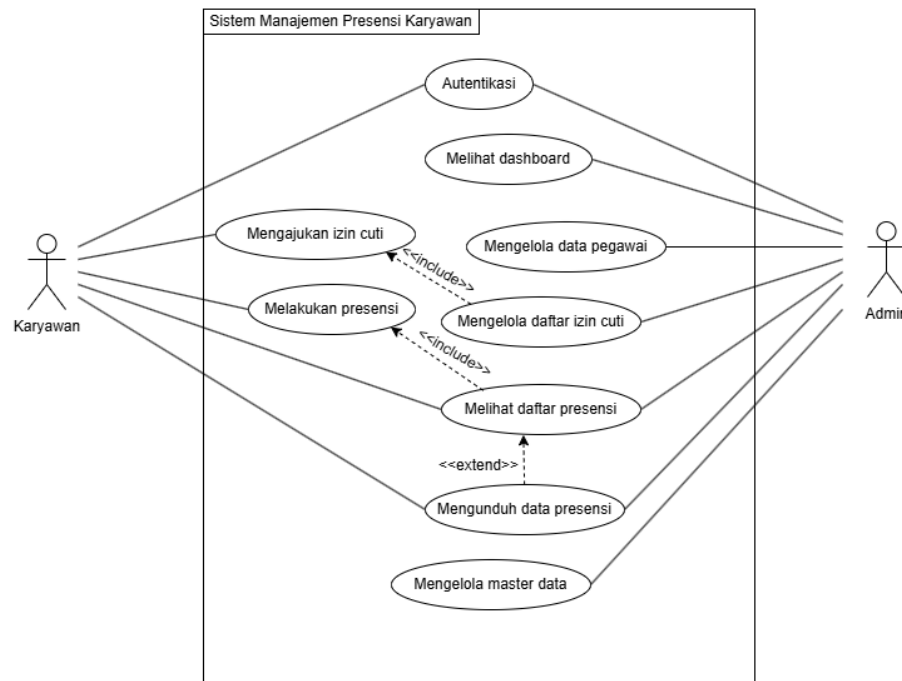 Sistem Manajemen Presensi Karyawan
Autentikasi
Melihat dashboard
Mengajukan izin cuti
Mengelola data pegawai
<<include>>
Melakukan presensi
Mengelola daftar izin cuti
Karyawan
Admin
<<include>>
Melihat daftar presensi
<<extend>>
Mengunduh data presensi
Mengelola master data